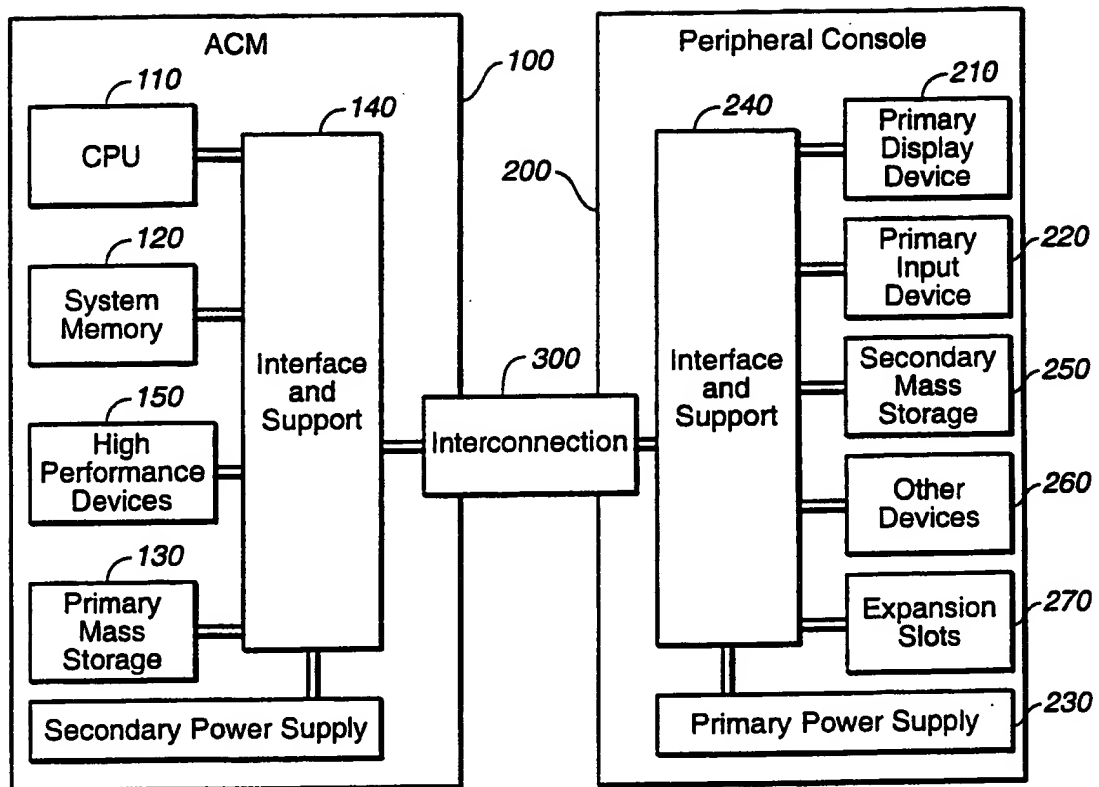 ACM
100
110
CPU
120
System
Memory
150
High
Performance
Devices
130
Primary
Mass
Storage
140
Interface
and
Support
Secondary Power Supply
300
Interconnection
Peripheral Console
200
240
Interface
and
Support
210
Primary
Display
Device
Primary
Input
Device
220
Secondary
Mass
Storage
250
Other
Devices
260
Expansion
Slots
270
Primary Power Supply
230